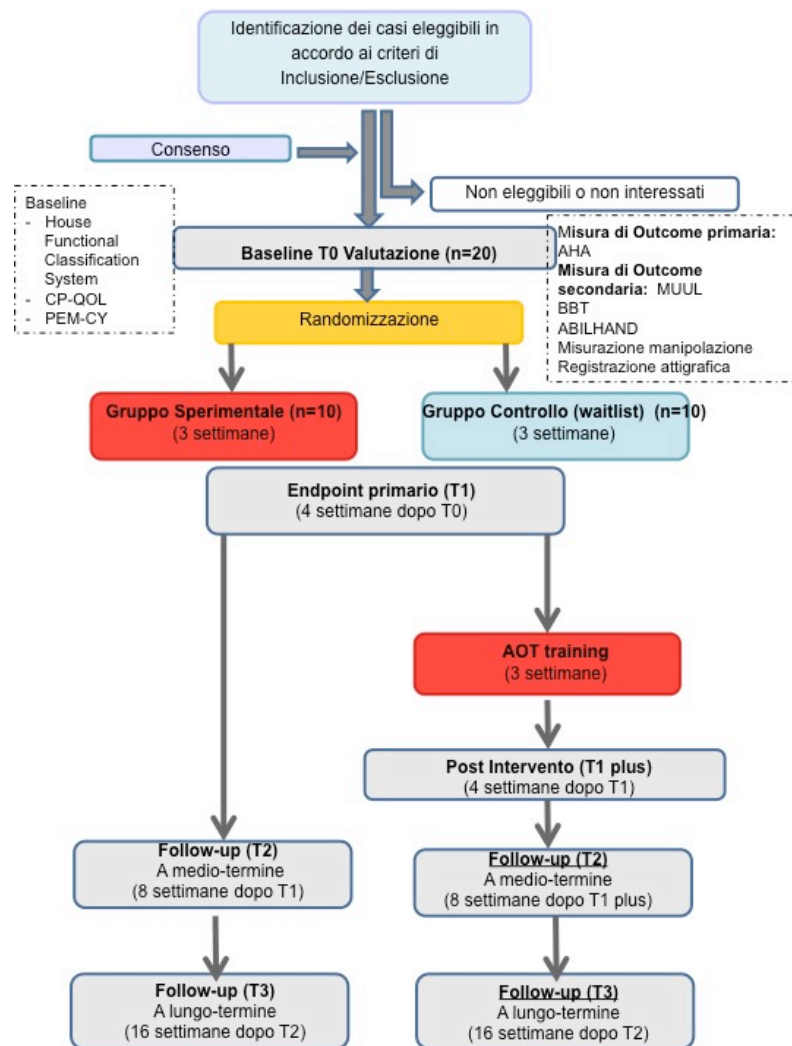 Identificazione dei casi eleggibili in
accordo ai criteri di
Inclusione/Esclusione
Consenso
Non eleggibili o non interessati
Baseline
- House
Functional
Classification
System
- CP-QOL
- PEM-CY
Baseline T0 Valutazione (n=20)
Misura di Outcome primaria:
AHA
Misura di Outcome
secondaria: MUUL
BBT
ABILHAND
Misurazione manipolazione
Registrazione attigrafica
Randomizzazione
Gruppo Sperimentale (n=10)
(3 settimane)
Gruppo Controllo (waitlist) (n=10)
(3 settimane)
Endpoint primario (T1)
(4 settimane dopo T0)
AOT training
(3 settimane)
Post Intervento (T1 plus)
(4 settimane dopo T1)
Follow-up (T2)
A medio-termine
(8 settimane dopo T1)
Follow-up (T2)
A medio-termine
(8 settimane dopo T1 plus)
Follow-up (T3)
A lungo-termine
(16 settimane dopo T2)
Follow-up (T3)
A lungo-termine
(16 settimane dopo T2)